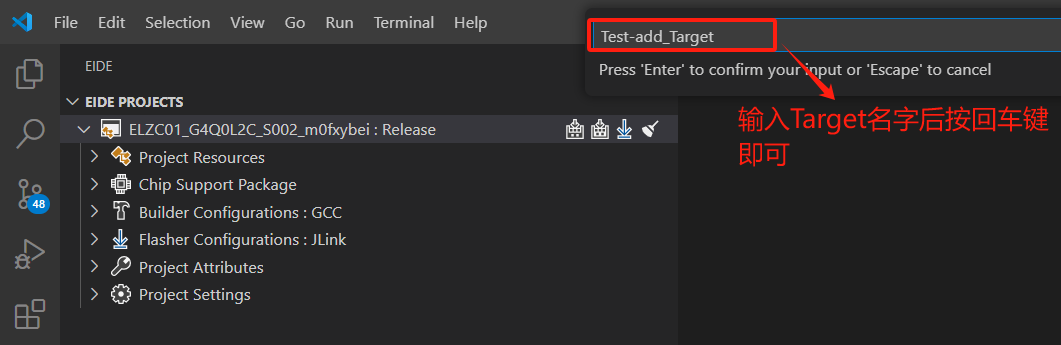 File Edit Selection View Go Run Terminal Help
Test-add_Target
Press 'Enter' to confirm your input or 'Escape' to cancel
输入Target名字后按回车键
即可
EIDE
EIDE PROJECTS
ELZC01_G4Q0L2C_S002_m0fxybei : Release
Project Resources
Chip Support Package
Builder Configurations : GCC
Flasher Configurations : JLink
Project Attributes
Project Settings
48